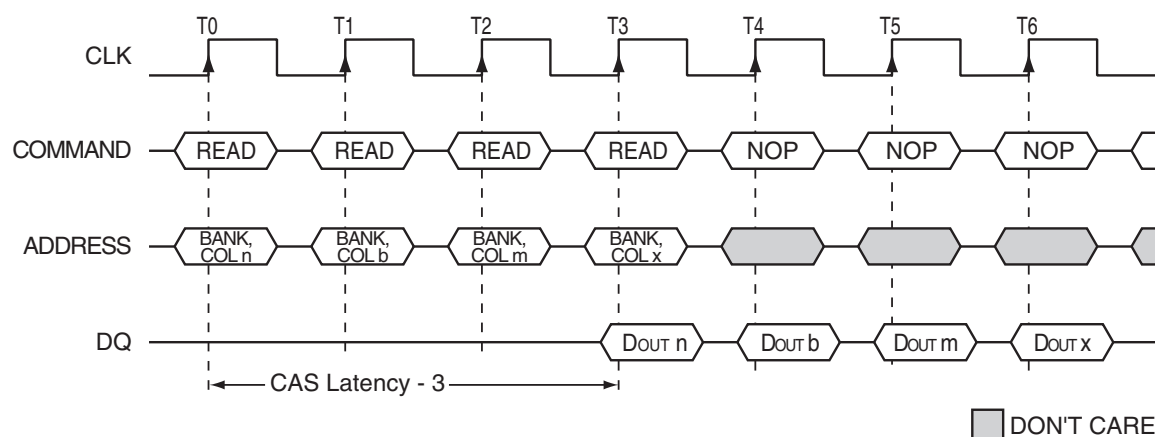 T0 T1 T2 T3 T4 T5 T6
CLK
COMMAND READ READ READ READ NOP NOP NOP
ADDRESS BANK, COL n BANK, COL b BANK, COL m BANK, COL x
DQ DOUT n DOUT b DOUT m DOUT x
CAS Latency - 3
DON'T CARE